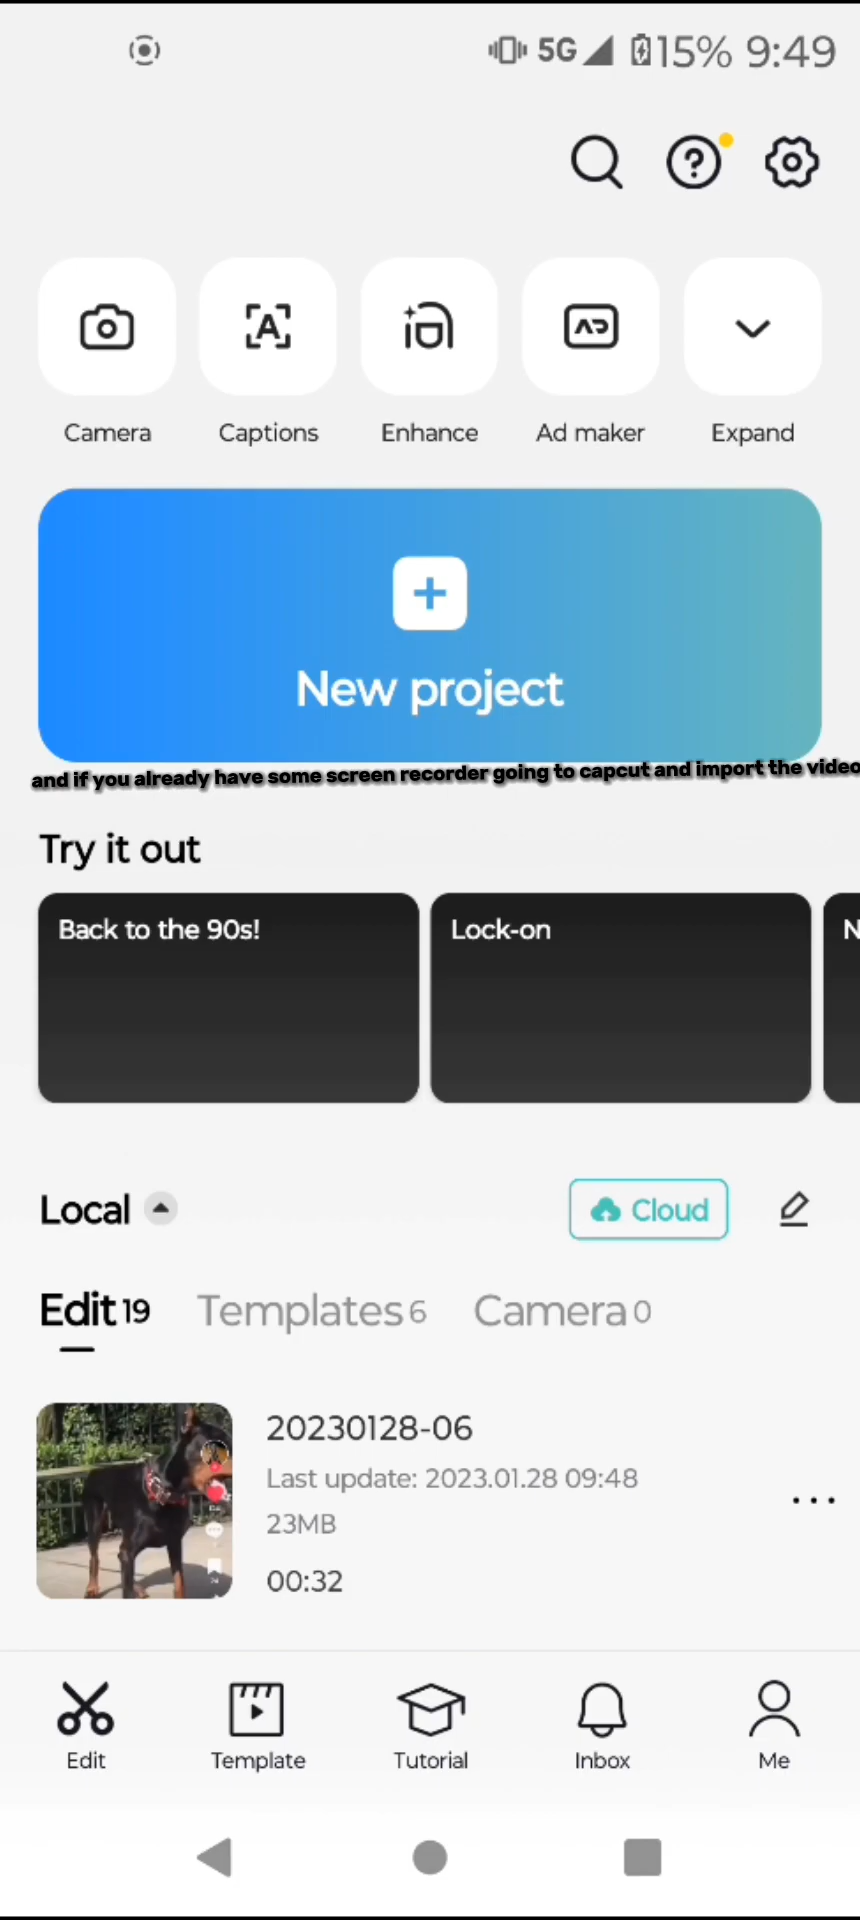 5G 15% 9:49
Camera Captions Enhance Ad maker Expand
New project
and if you already have some screen recorder going to capcut and import the video
Try it out
Back to the 90s! Lock-on N
Local Cloud
Edit 19 Templates 6 Camera 0
20230128-06
Last update: 2023.01.28 09:48
23MB
00:32
Edit Template Tutorial Inbox Me